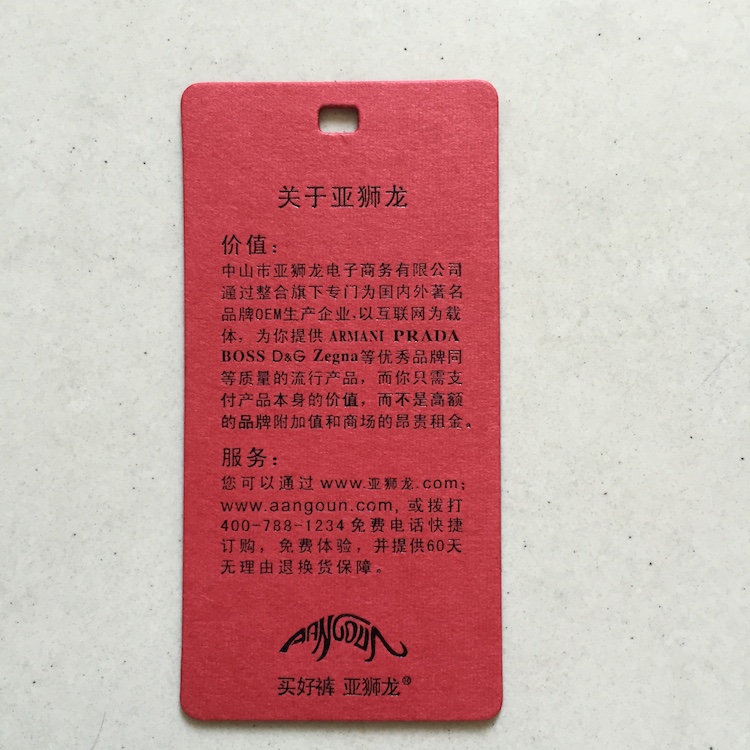 关于亚狮龙
价值：
中山市亚狮龙电子商务有限公司
通过整合旗下专门为国内外著名
品牌OEM生产企业，以互联网为载
体，为你提供 ARMANI PRADA
BOSS D&G Zegna等优秀品牌同
等质量的流行产品，而你只需支
付产品本身的价值，而不是高额
的品牌附加值和商场的昂贵租金。
服务：
您可以通过 www.亚狮龙.com；
www.aangoun.com, 或拨打
400-788-1234免费电话快捷
订购，免费体验，并提供60天
无理由退换货保障。
AANGOUN
买好裤 亚狮龙®